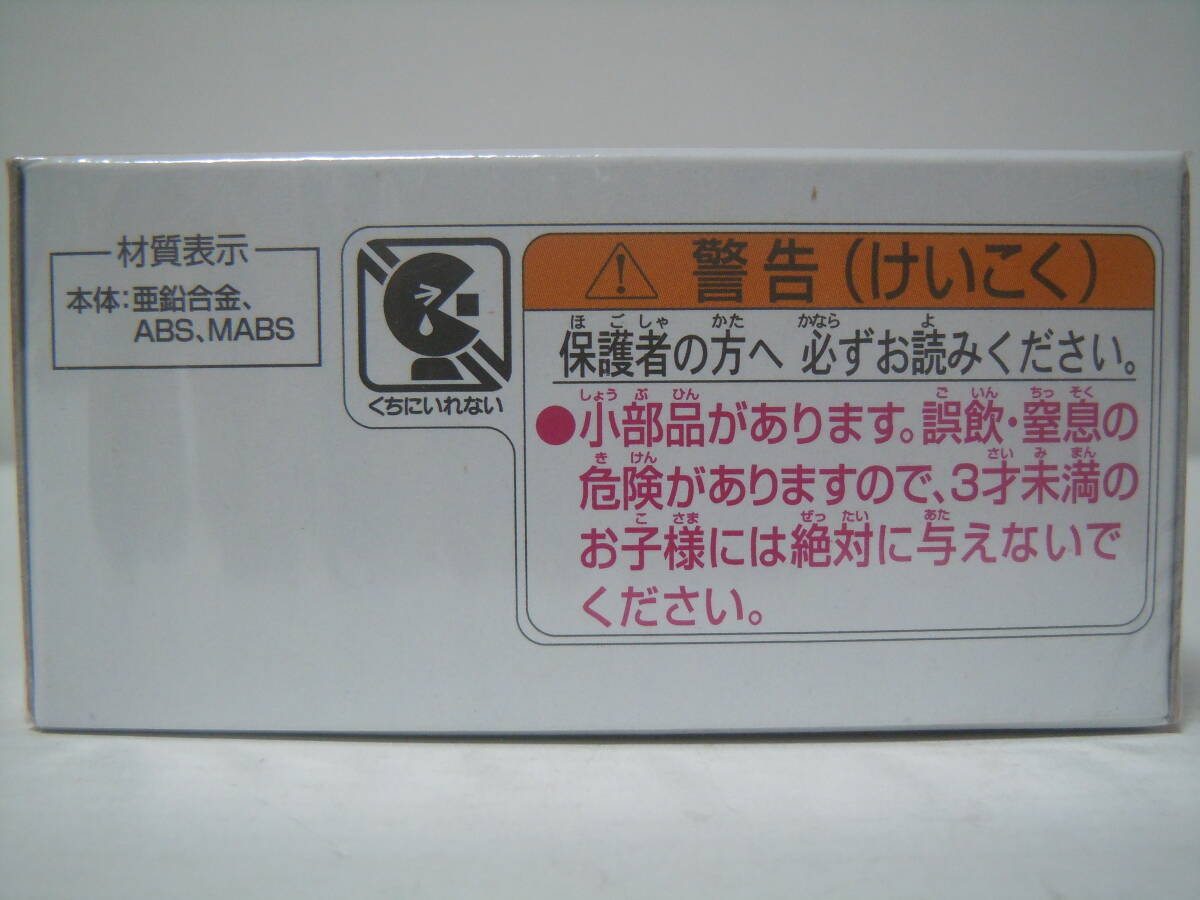 材質表示
本体：亜鉛合金、
ABS、MABS
くちにいれない
警告（けいこく）
ほごしゃ かた かなら よ
保護者の方へ 必ずお読みください。
しょうぶひん ごいん ちっそく
●小部品があります。誤飲・窒息の
きけん さいみまん
危険がありますので、3才未満の
こさま ぜったい あた
お子様には絶対に与えないで
ください。